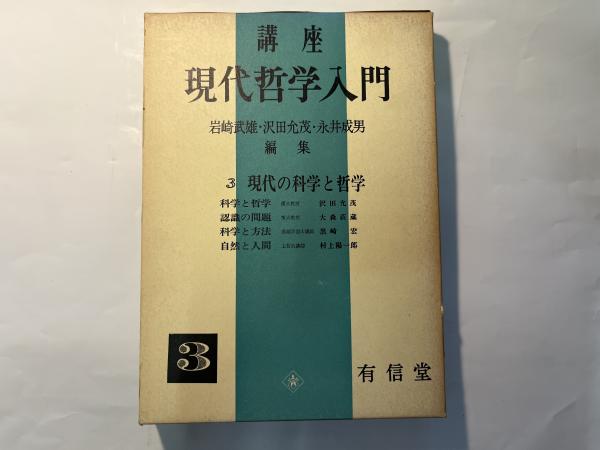 講座
現代哲学入門
岩崎武雄・沢田允茂・永井成男
編集
3 現代の科学と哲学
科学と哲学 沢田允茂
認識の問題 大森荘蔵
科学と方法 黒崎宏
自然と人間 村上陽一郎
3
有信堂